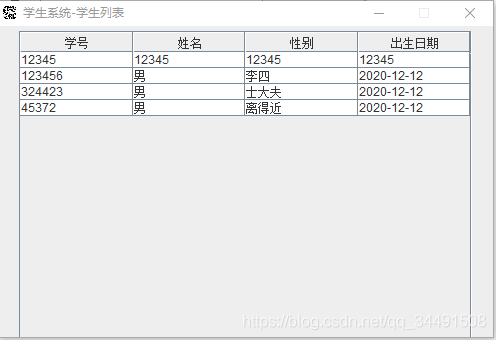 学生系统-学生列表
学号 姓名 性别 出生日期
12345 12345 12345 12345
123456 男 李四 2020-12-12
324423 男 士大夫 2020-12-12
45372 男 离得近 2020-12-12
https://blog.csdn.net/qq_34491508